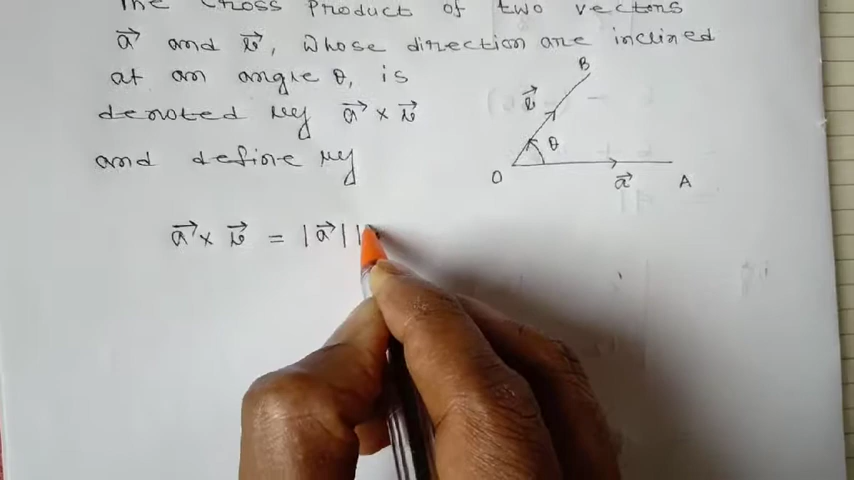 The Cross Product of two vectors
a⃗ and b⃗, whose direction are inclined
at an angle θ, is
denoted by a⃗ × b⃗
and define by
B
b⃗
θ
O
a⃗
A
a⃗ × b⃗ = |a⃗| |